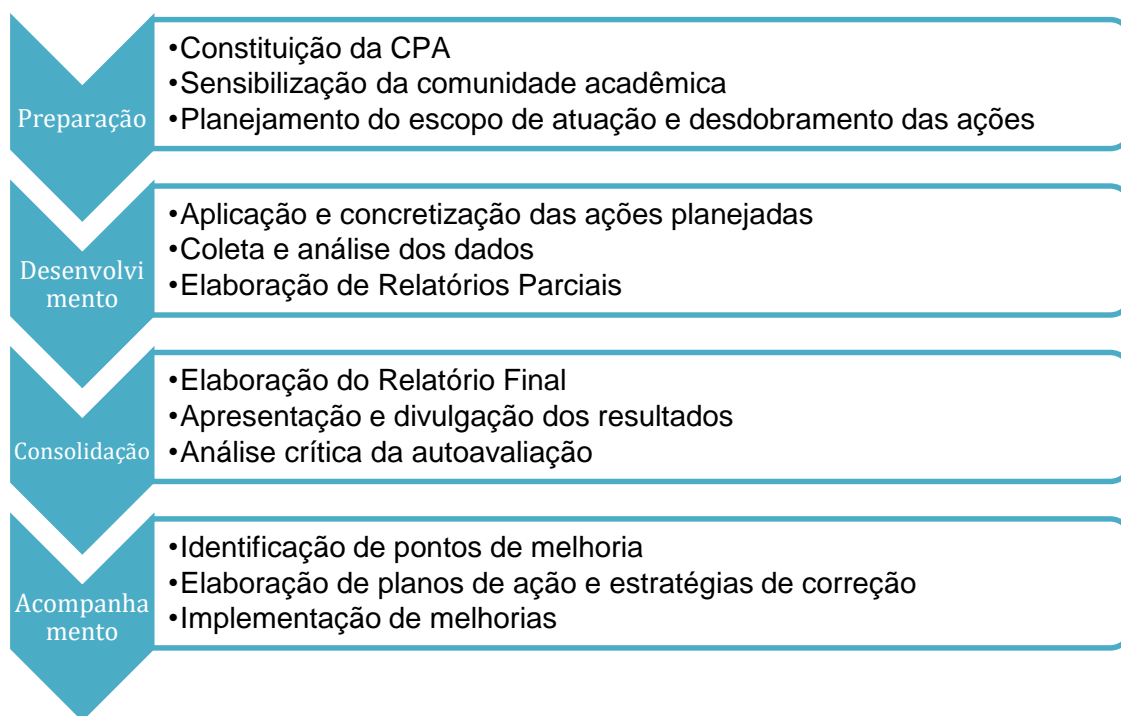 Preparação
•Constituição da CPA
•Sensibilização da comunidade acadêmica
•Planejamento do escopo de atuação e desdobramento das ações
Desenvolvi
mento
•Aplicação e concretização das ações planejadas
•Coleta e análise dos dados
•Elaboração de Relatórios Parciais
Consolidação
•Elaboração do Relatório Final
•Apresentação e divulgação dos resultados
•Análise crítica da autoavaliação
Acompanha
mento
•Identificação de pontos de melhoria
•Elaboração de planos de ação e estratégias de correção
•Implementação de melhorias